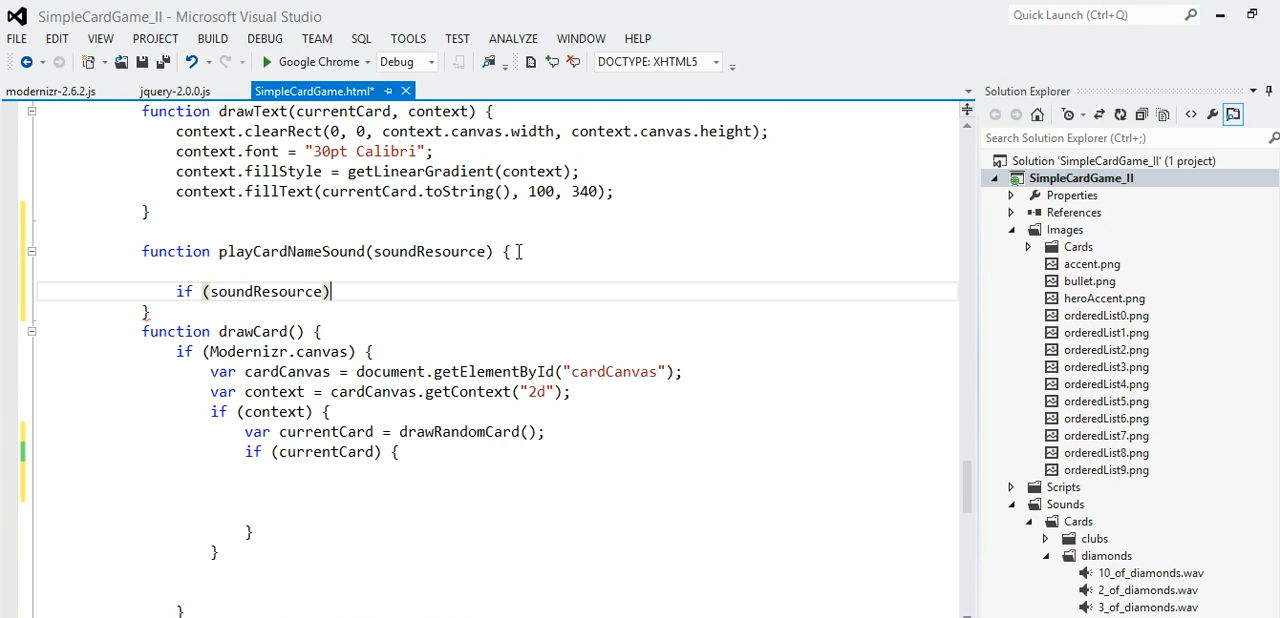 SimpleCardGame_II - Microsoft Visual Studio
Quick Launch (Ctrl+Q)
FILE EDIT VIEW PROJECT BUILD DEBUG TEAM SQL TOOLS TEST ANALYZE WINDOW HELP
Google Chrome Debug DOCTYPE: XHTML5
modernizr-2.6.2.js jquery-2.0.0.js SimpleCardGame.html*
function drawText(currentCard, context) {
context.clearRect(0, 0, context.canvas.width, context.canvas.height);
context.font = "30pt Calibri";
context.fillStyle = getLinearGradient(context);
context.fillText(currentCard.toString(), 100, 340);
}
function playCardNameSound(soundResource) {
if (soundResource)
}
function drawCard() {
if (Modernizr.canvas) {
var cardCanvas = document.getElementById("cardCanvas");
var context = cardCanvas.getContext("2d");
if (context) {
var currentCard = drawRandomCard();
if (currentCard) {
}
}
}
Solution Explorer
Search Solution Explorer (Ctrl+;)
Solution 'SimpleCardGame_II' (1 project)
SimpleCardGame_II
Properties
References
Images
Cards
accent.png
bullet.png
heroAccent.png
orderedList0.png
orderedList1.png
orderedList2.png
orderedList3.png
orderedList4.png
orderedList5.png
orderedList6.png
orderedList7.png
orderedList8.png
orderedList9.png
Scripts
Sounds
Cards
clubs
diamonds
10_of_diamonds.wav
2_of_diamonds.wav
3_of_diamonds.wav